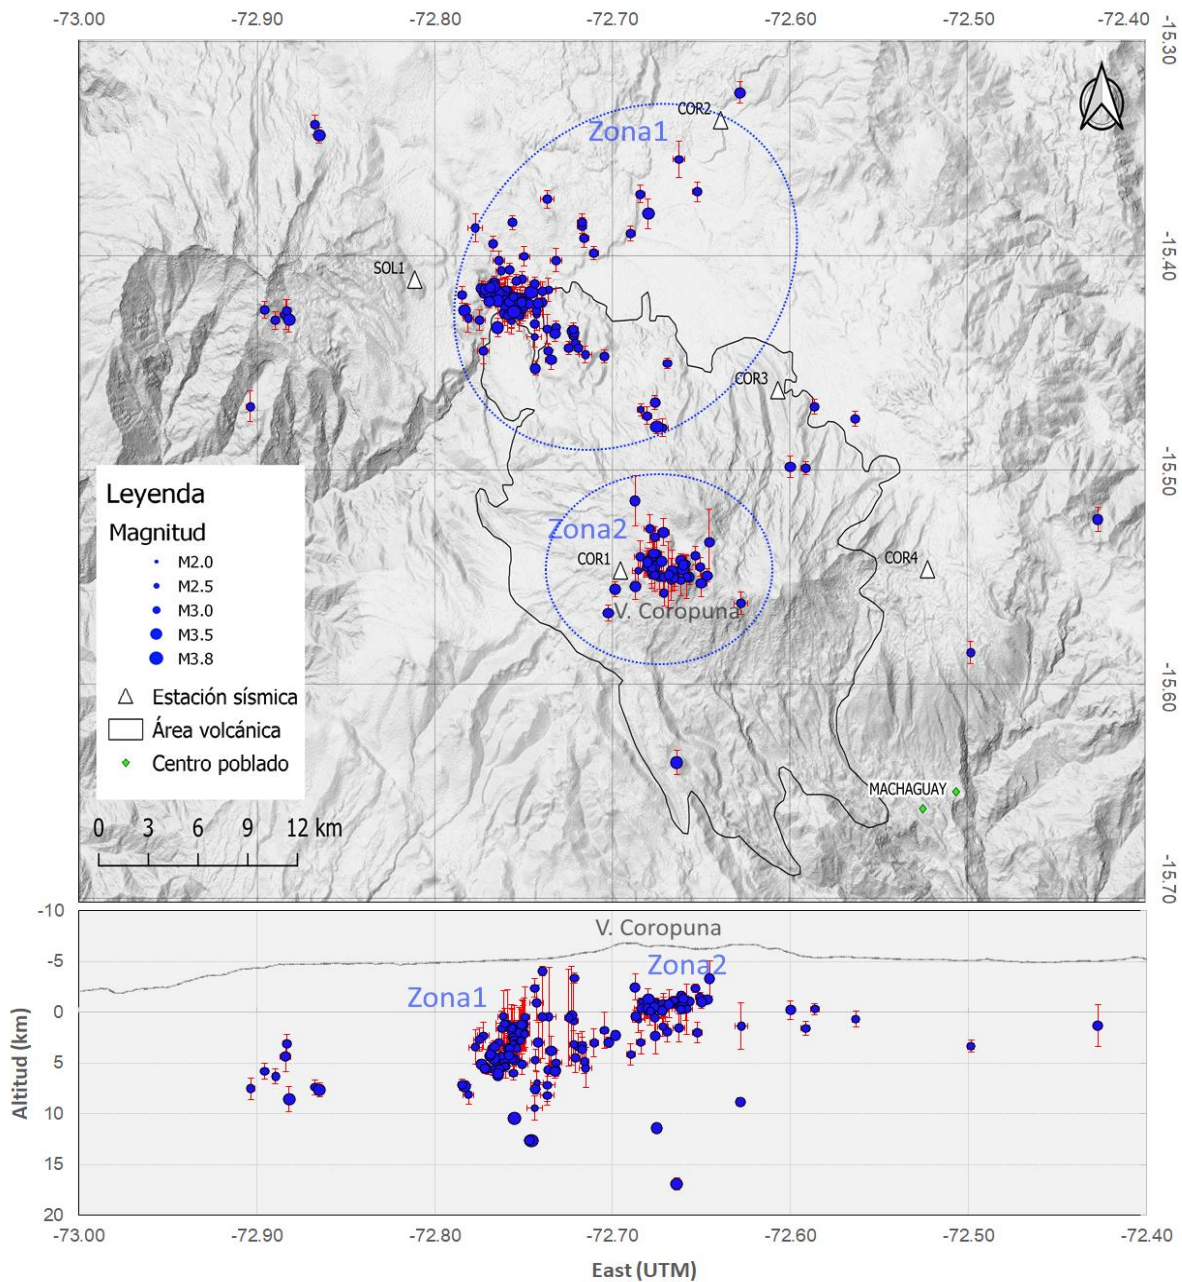 -73.00 -72.90 -72.80 -72.70 -72.60 -72.50 -72.40
-15.30
N
COR2
Zona1
-15.40
SOL1
COR3
-15.50
Leyenda
Magnitud
M2.0
M2.5
M3.0
M3.5
M3.8
Estación sísmica
Área volcánica
Centro poblado
Zona2
COR1
COR4
V. Coropuna
-15.60
MACHAGUAY
0 3 6 9 12 km
-15.70
-10
V. Coropuna
-5
Zona2
Zona1
0
5
10
15
20
Altitud (km)
-73.00 -72.90 -72.80 -72.70 -72.60 -72.50 -72.40
East (UTM)